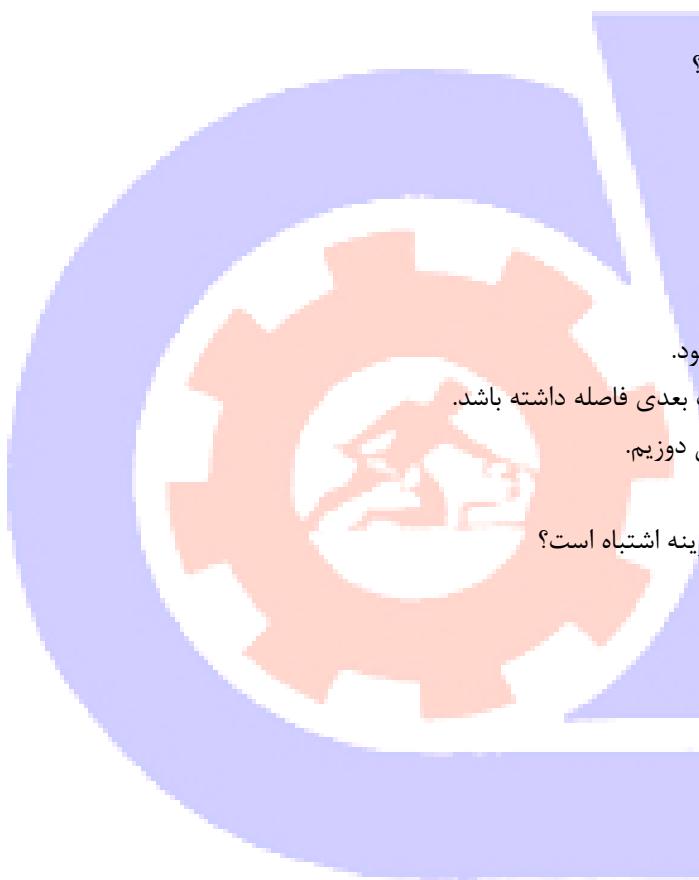 ؟
ود.
بعدی فاصله داشته باشد.
دوزیم.
ینه اشتباه است؟